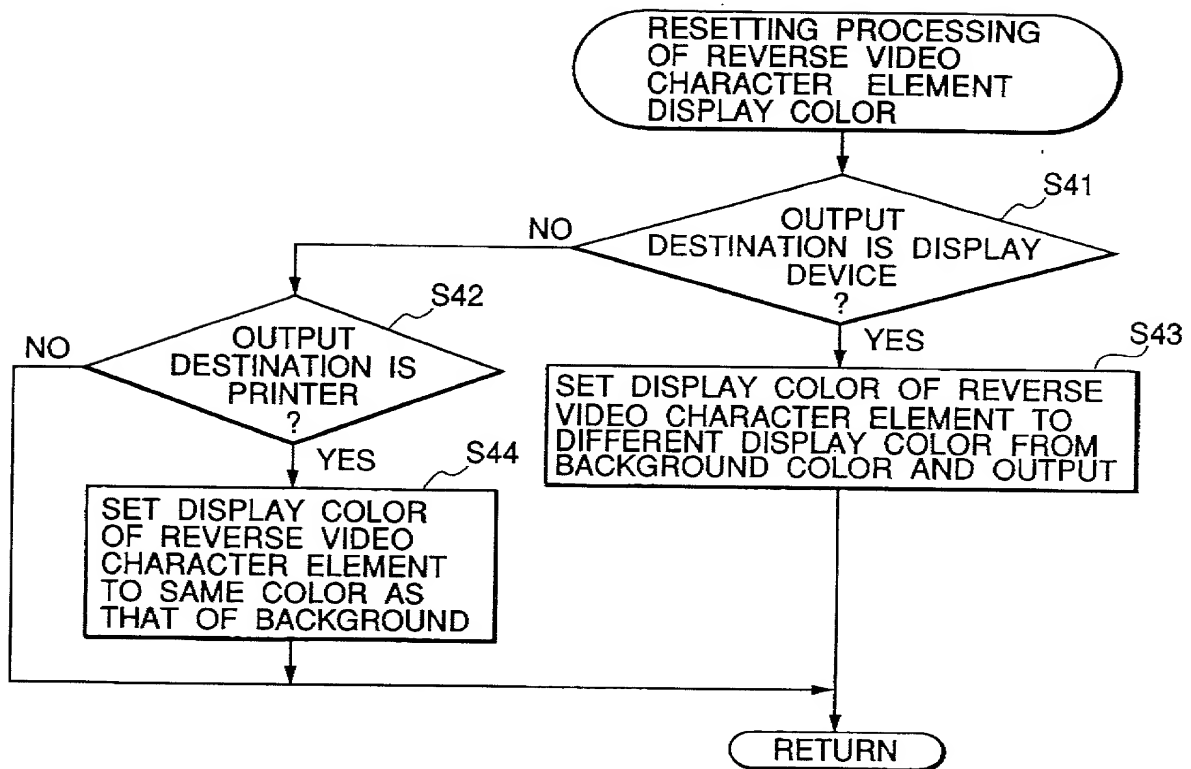 RESETTING PROCESSING
OF REVERSE VIDEO
CHARACTER ELEMENT
DISPLAY COLOR
S41
OUTPUT
DESTINATION IS DISPLAY
DEVICE
?
NO
YES
S42
OUTPUT
DESTINATION IS
PRINTER
?
NO
YES
S43
SET DISPLAY COLOR OF REVERSE
VIDEO CHARACTER ELEMENT TO
DIFFERENT DISPLAY COLOR FROM
BACKGROUND COLOR AND OUTPUT
S44
SET DISPLAY COLOR
OF REVERSE VIDEO
CHARACTER ELEMENT
TO SAME COLOR AS
THAT OF BACKGROUND
RETURN